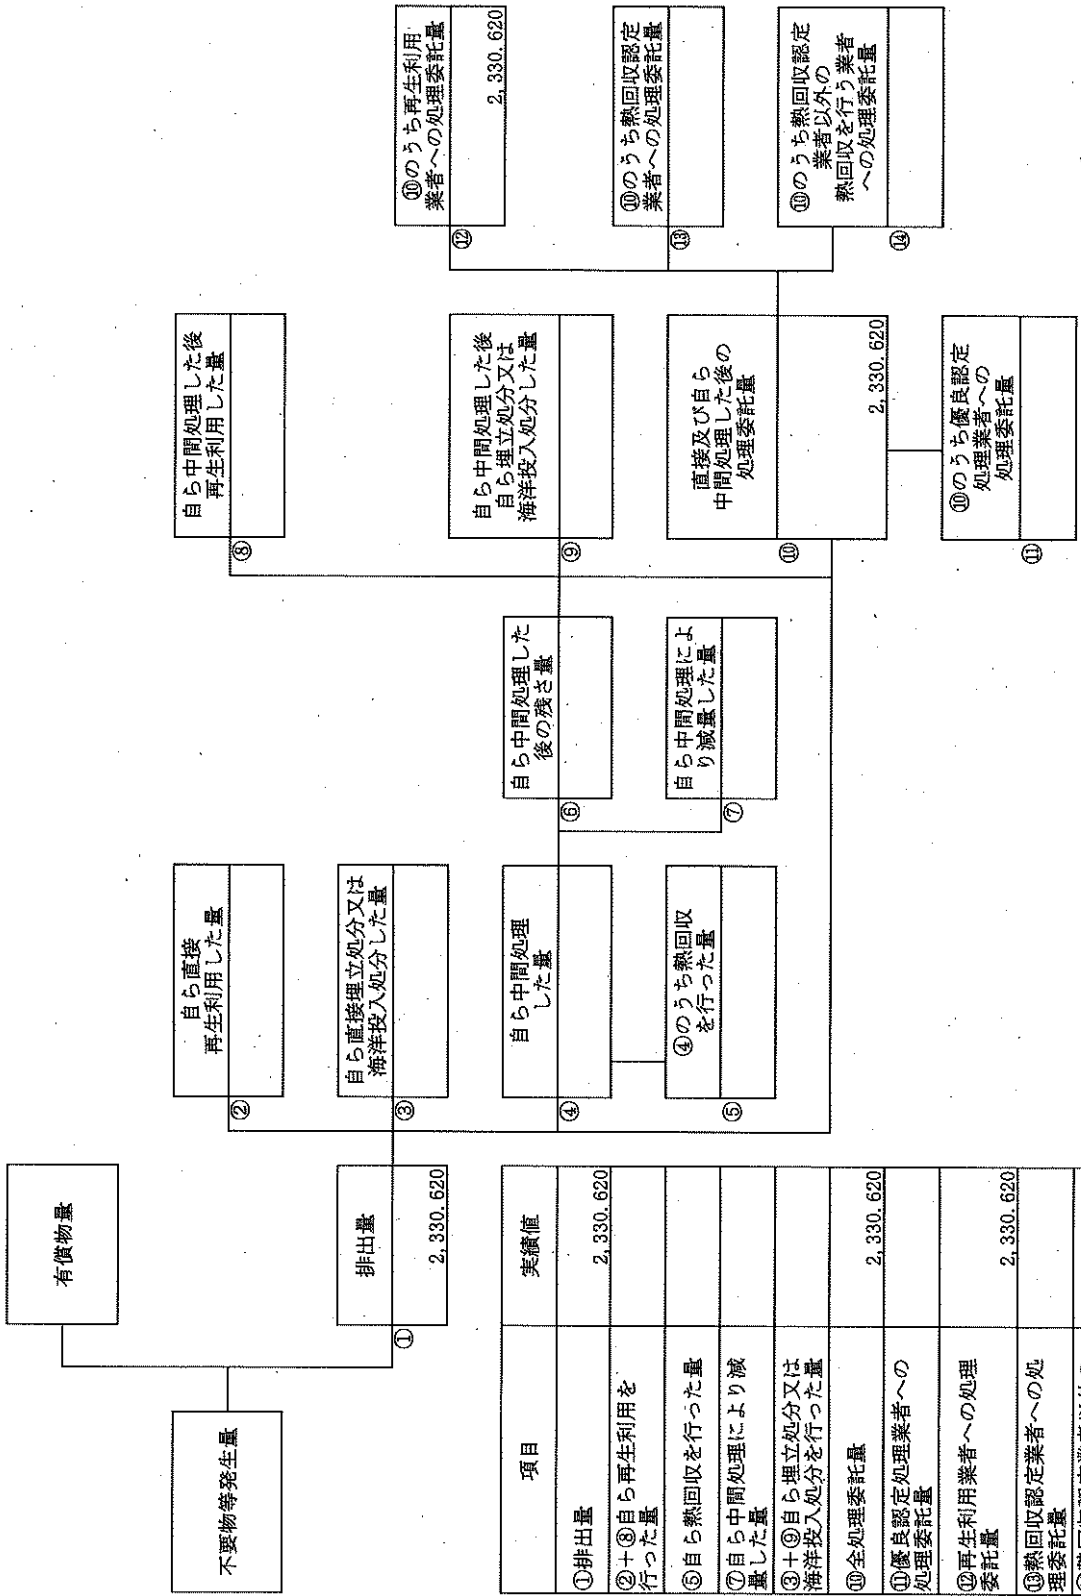 不要物等発生量
有償物量
排出量
①
2,330.620
自ら直接
再生利用した量
②
自ら直接埋立処分又は
海洋投入処分した量
③
自ら中間処理
した量
④
④のうち熱回収
を行った量
⑤
自ら中間処理した
後の残さ量
⑥
自ら中間処理によ
り減量した量
⑦
自ら中間処理した後
再生利用した量
⑧
自ら中間処理した後
自ら埋立処分又は
海洋投入処分した量
⑨
直接及び自ら
中間処理した後の
処理委託量
⑩
2,330.620
⑩のうち優良認定
処理業者への
処理委託量
⑪
⑩のうち再生利用
業者への処理委託量
⑫
2,330.620
⑩のうち熱回収認定
業者への処理委託量
⑬
⑩のうち熱回収認定
業者以外の
熱回収を行う業者
への処理委託量
⑭
項目
実績値
①排出量
2,330.620
②+⑧自ら再生利用を
行った量
⑤自ら熱回収を行った量
⑦自ら中間処理により減
量した量
③+⑨自ら埋立処分又は
海洋投入処分を行った量
⑩全処理委託量
2,330.620
⑪優良認定処理業者への
処理委託量
⑫再生利用業者への処理
委託量
2,330.620
⑬熱回収認定業者への処
理委託量